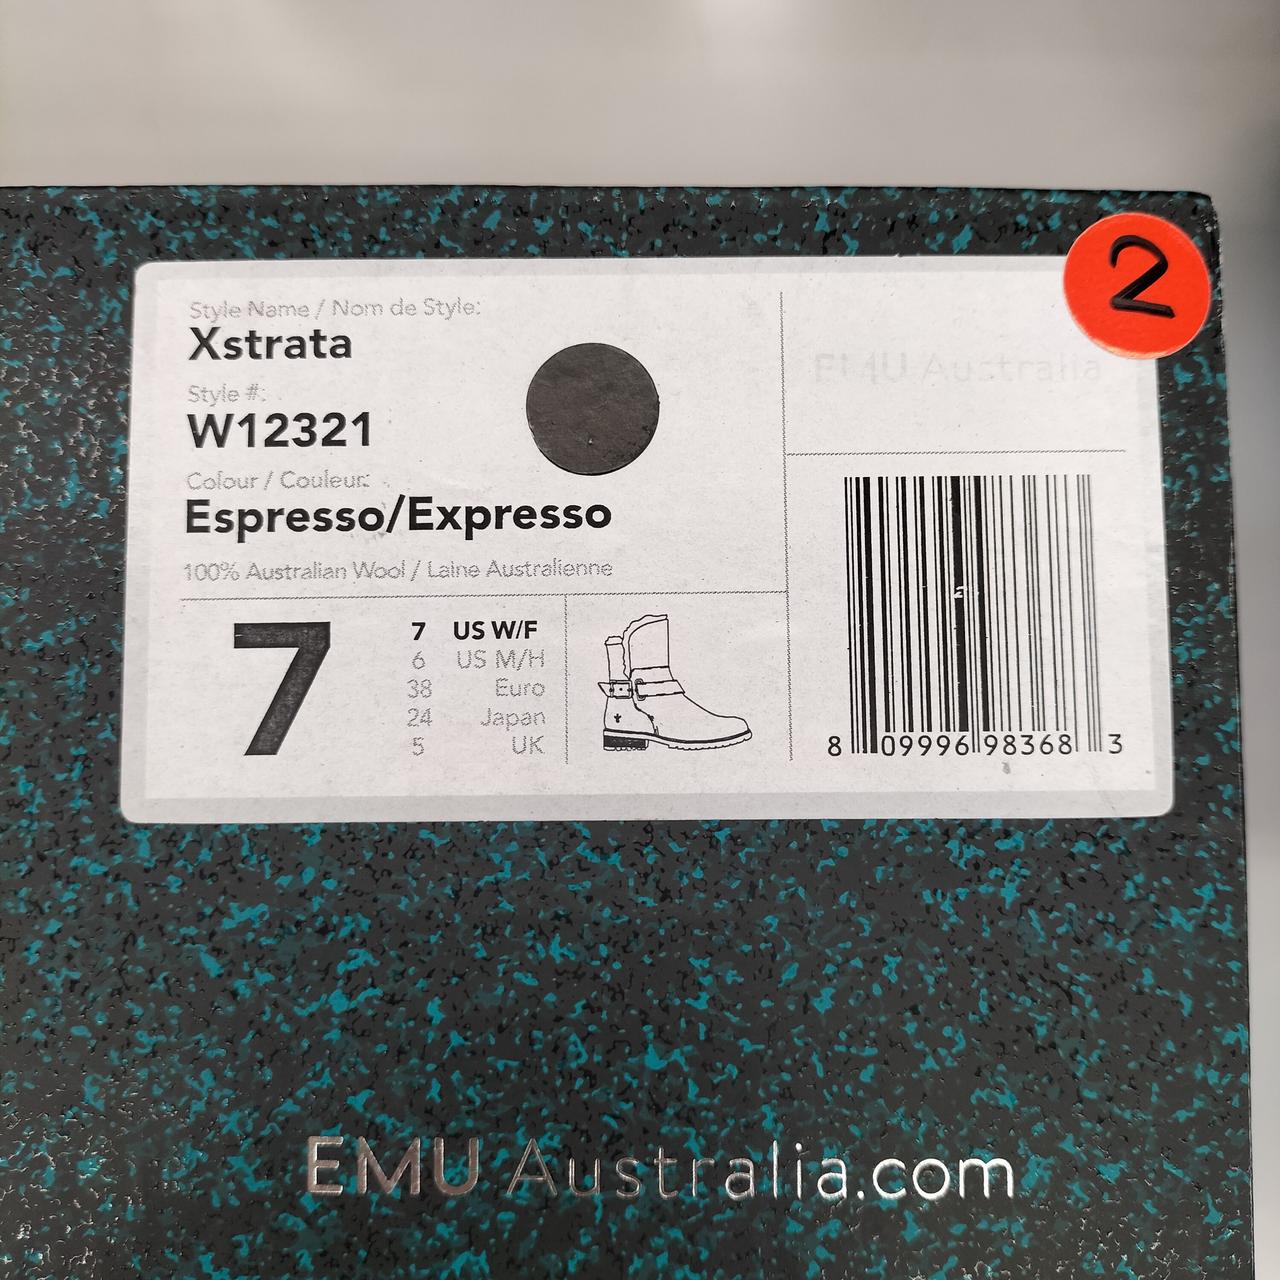 2
Style Name / Nom de Style:
Xstrata
Style #:
W12321
Colour / Couleur:
Espresso/Expresso
100% Australian Wool / Laine Australienne
EMU Australia
7
7 US W/F
6 US M/H
38 Euro
24 Japan
5 UK
8 09996 98368 3
EMU Australia.com